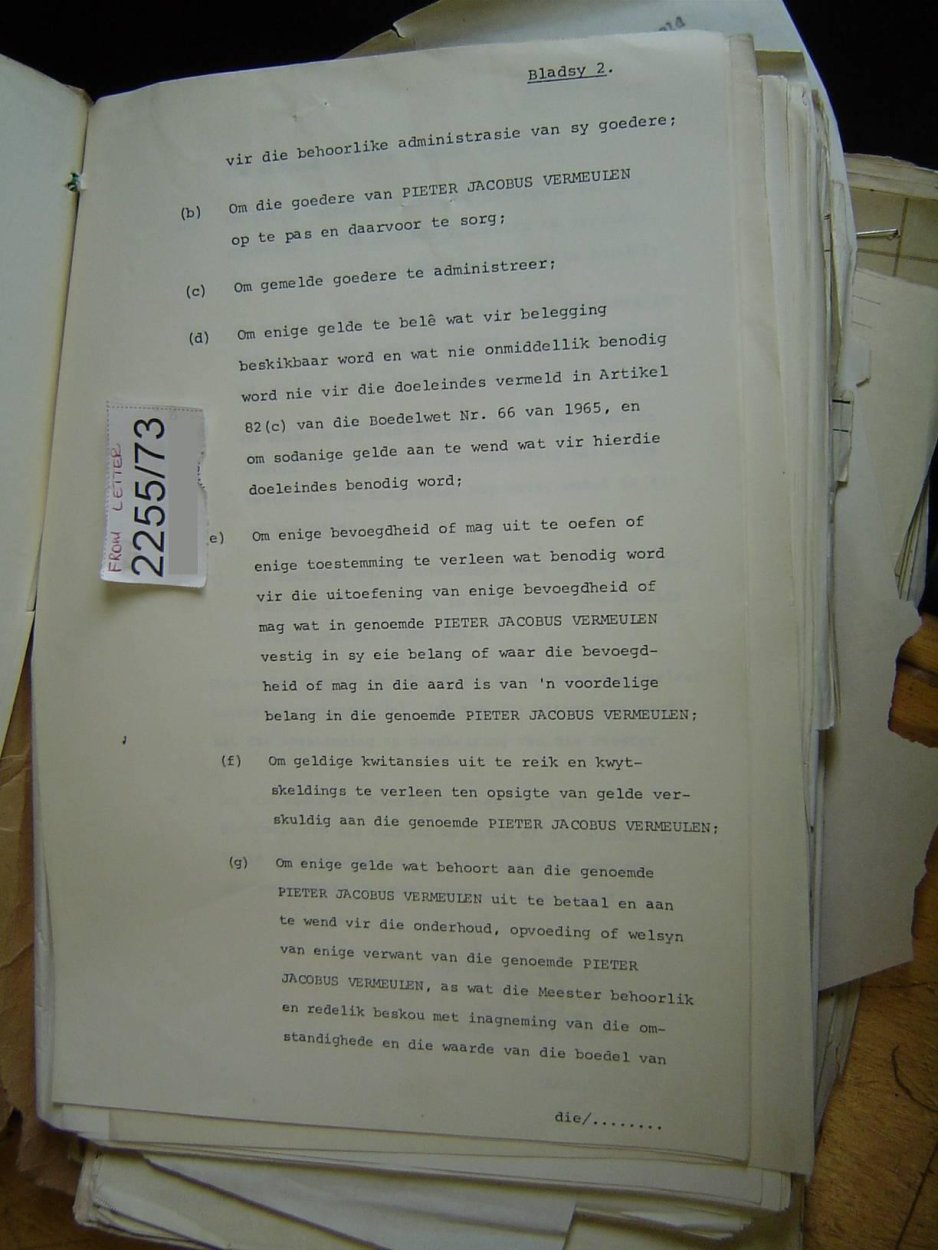 Bladsy 2.
vir die behoorlike administrasie van sy goedere;
(b) Om die goedere van PIETER JACOBUS VERMEULEN
op te pas en daarvoor te sorg;
(c) Om gemelde goedere te administreer;
(d) Om enige gelde te belê wat vir belegging
beskikbaar word en wat nie onmiddellik benodig
word nie vir die doeleindes vermeld in Artikel
82(c) van die Boedelwet Nr. 66 van 1965, en
om sodanige gelde aan te wend wat vir hierdie
doeleindes benodig word;
FROM LETTER
2255/73
e) Om enige bevoegdheid of mag uit te oefen of
enige toestemming te verleen wat benodig word
vir die uitoefening van enige bevoegdheid of
mag wat in genoemde PIETER JACOBUS VERMEULEN
vestig in sy eie belang of waar die bevoegd-
heid of mag in die aard is van 'n voordelige
belang in die genoemde PIETER JACOBUS VERMEULEN;
(f) Om geldige kwitansies uit te reik en kwyt-
skeldings te verleen ten opsigte van gelde ver-
skuldig aan die genoemde PIETER JACOBUS VERMEULEN;
(g) Om enige gelde wat behoort aan die genoemde
PIETER JACOBUS VERMEULEN uit te betaal en aan
te wend vir die onderhoud, opvoeding of welsyn
van enige verwant van die genoemde PIETER
JACOBUS VERMEULEN, as wat die Meester behoorlik
en redelik beskou met inagneming van die om-
standighede en die waarde van die boedel van
die/........